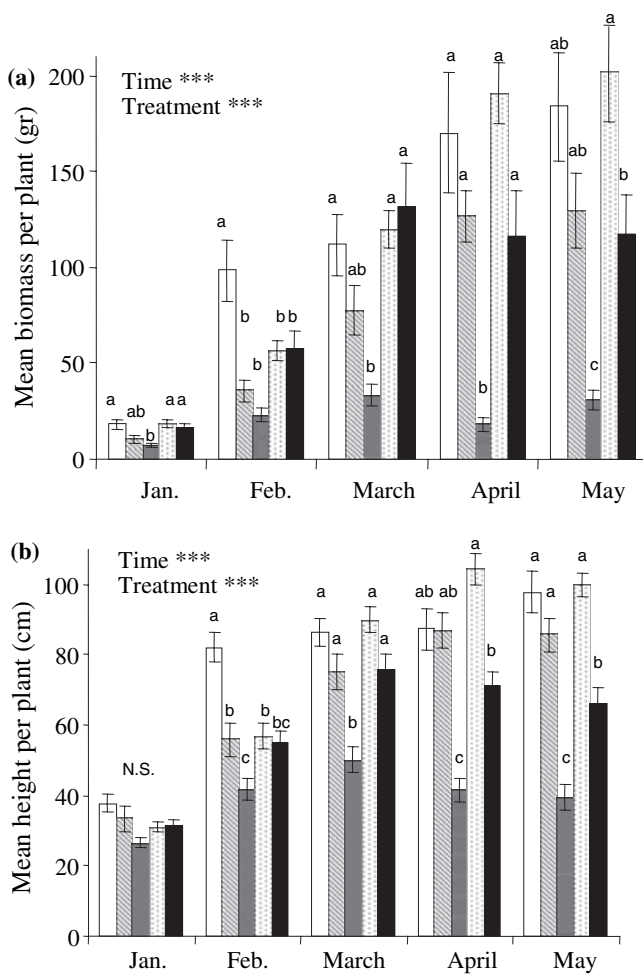 (a)
Time ***
Treatment ***
Mean biomass per plant (gr)
200
150
100
50
0
a ab b a a
a b b b b
a ab b a a
a a b a a
ab ab c a b
Jan. Feb. March April May
(b)
Time ***
Treatment ***
Mean height per plant (cm)
100
80
60
40
20
0
N.S.
a b c b bc
a a b a a
ab ab c a b
a a c a b
Jan. Feb. March April May